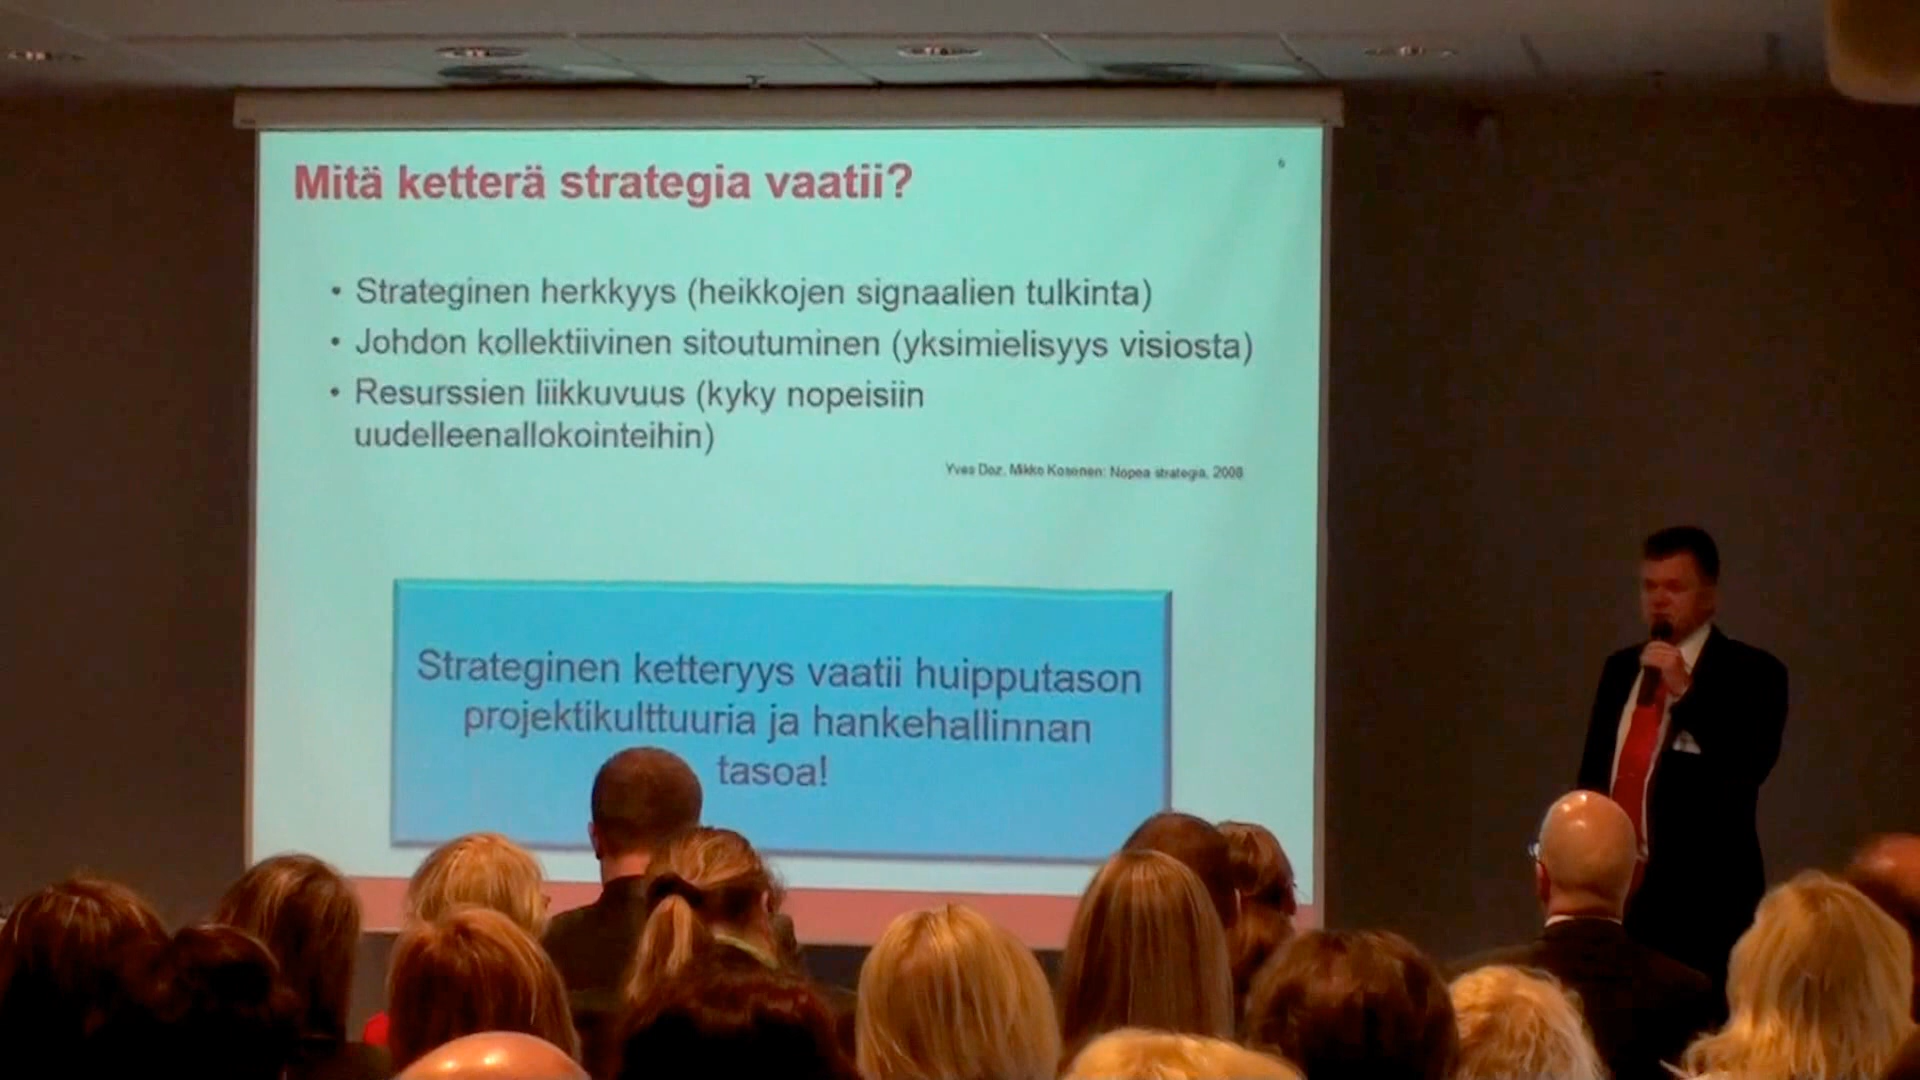 6
Mitä ketterä strategia vaatii?
• Strateginen herkkyys (heikkojen signaalien tulkinta)
• Johdon kollektiivinen sitoutuminen (yksimielisyys visiosta)
• Resurssien liikkuvuus (kyky nopeisiin
uudelleenallokointeihin)
Yves Doz, Mikko Kosonen: Nopea strategia, 2008
Strateginen ketteryys vaatii huipputason
projektikulttuuria ja hankehallinnan
tasoa!